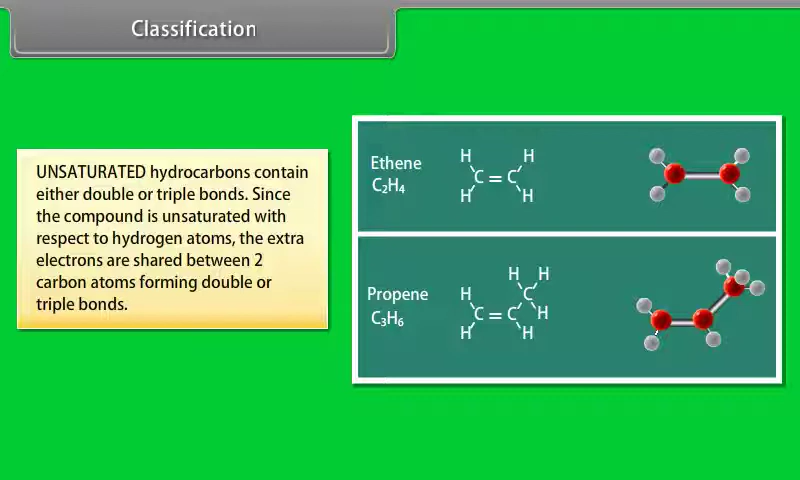 Classification
UNSATURATED hydrocarbons contain
either double or triple bonds. Since
the compound is unsaturated with
respect to hydrogen atoms, the extra
electrons are shared between 2
carbon atoms forming double or
triple bonds.
Ethene
C₂H₄
H H
C = C
H H
Propene
C₃H₆
H H
H C
C = C H
H H